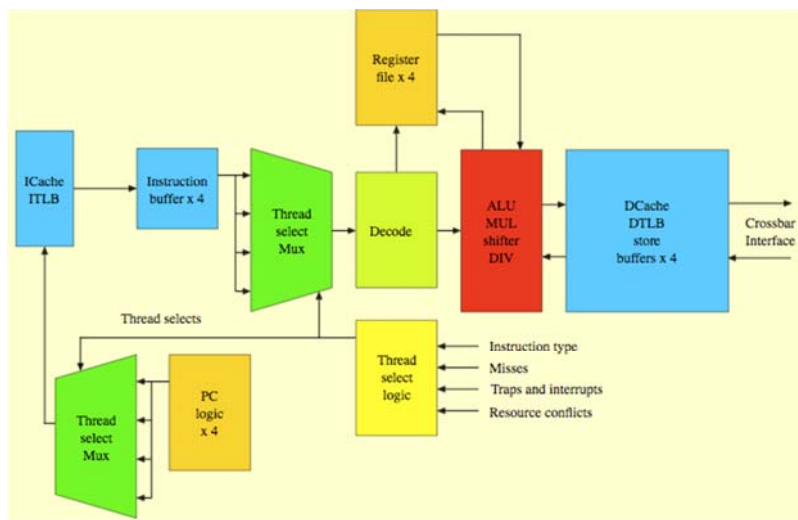 Register
file x 4
ICache
ITLB
Instruction
buffer x 4
Thread
select
Mux
Decode
ALU
MUL
shifter
DIV
DCache
DTLB
store
buffers x 4
Crossbar
Interface
Thread selects
Thread
select
logic
Instruction type
Misses
Traps and interrupts
Resource conflicts
Thread
select
Mux
PC
logic
x 4